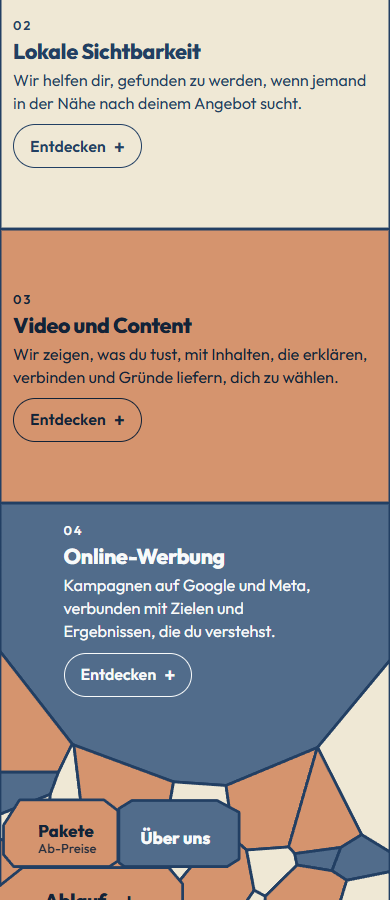 02
Lokale Sichtbarkeit
Wir helfen dir, gefunden zu werden, wenn jemand
in der Nähe nach deinem Angebot sucht.
Entdecken +
03
Video und Content
Wir zeigen, was du tust, mit Inhalten, die erklären,
verbinden und Gründe liefern, dich zu wählen.
Entdecken +
04
Online-Werbung
Kampagnen auf Google und Meta,
verbunden mit Zielen und
Ergebnissen, die du verstehst.
Entdecken +
Pakete
Ab-Preise
Über uns
Ablauf